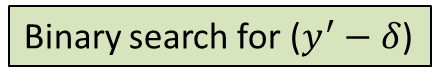 Binary search for (𝑦′ − 𝛿)